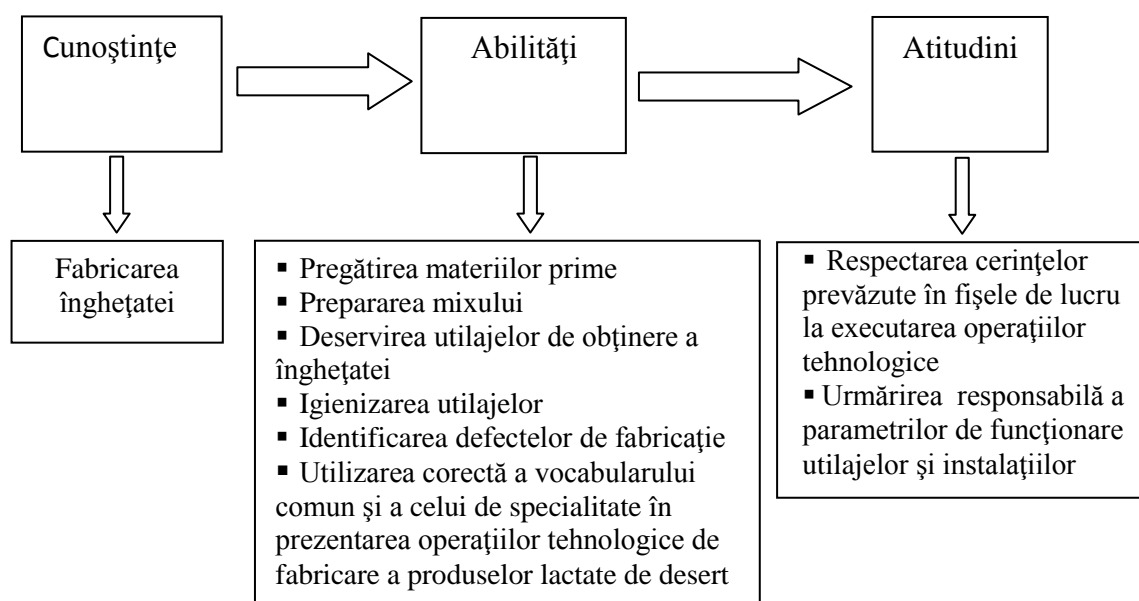 Cunoştinţe
Abilităţi
Atitudini
Fabricarea
îngheţatei
▪ Pregătirea materiilor prime
▪ Prepararea mixului
▪ Deservirea utilajelor de obţinere a
îngheţatei
▪ Igienizarea utilajelor
▪ Identificarea defectelor de fabricaţie
▪ Utilizarea corectă a vocabularului
comun şi a celui de specialitate în
prezentarea operaţiilor tehnologice de
fabricare a produselor lactate de desert
▪ Respectarea cerinţelor
prevăzute în fişele de lucru
la executarea operaţiilor
tehnologice
▪ Urmărirea responsabilă a
parametrilor de funcţionare
utilajelor şi instalaţiilor